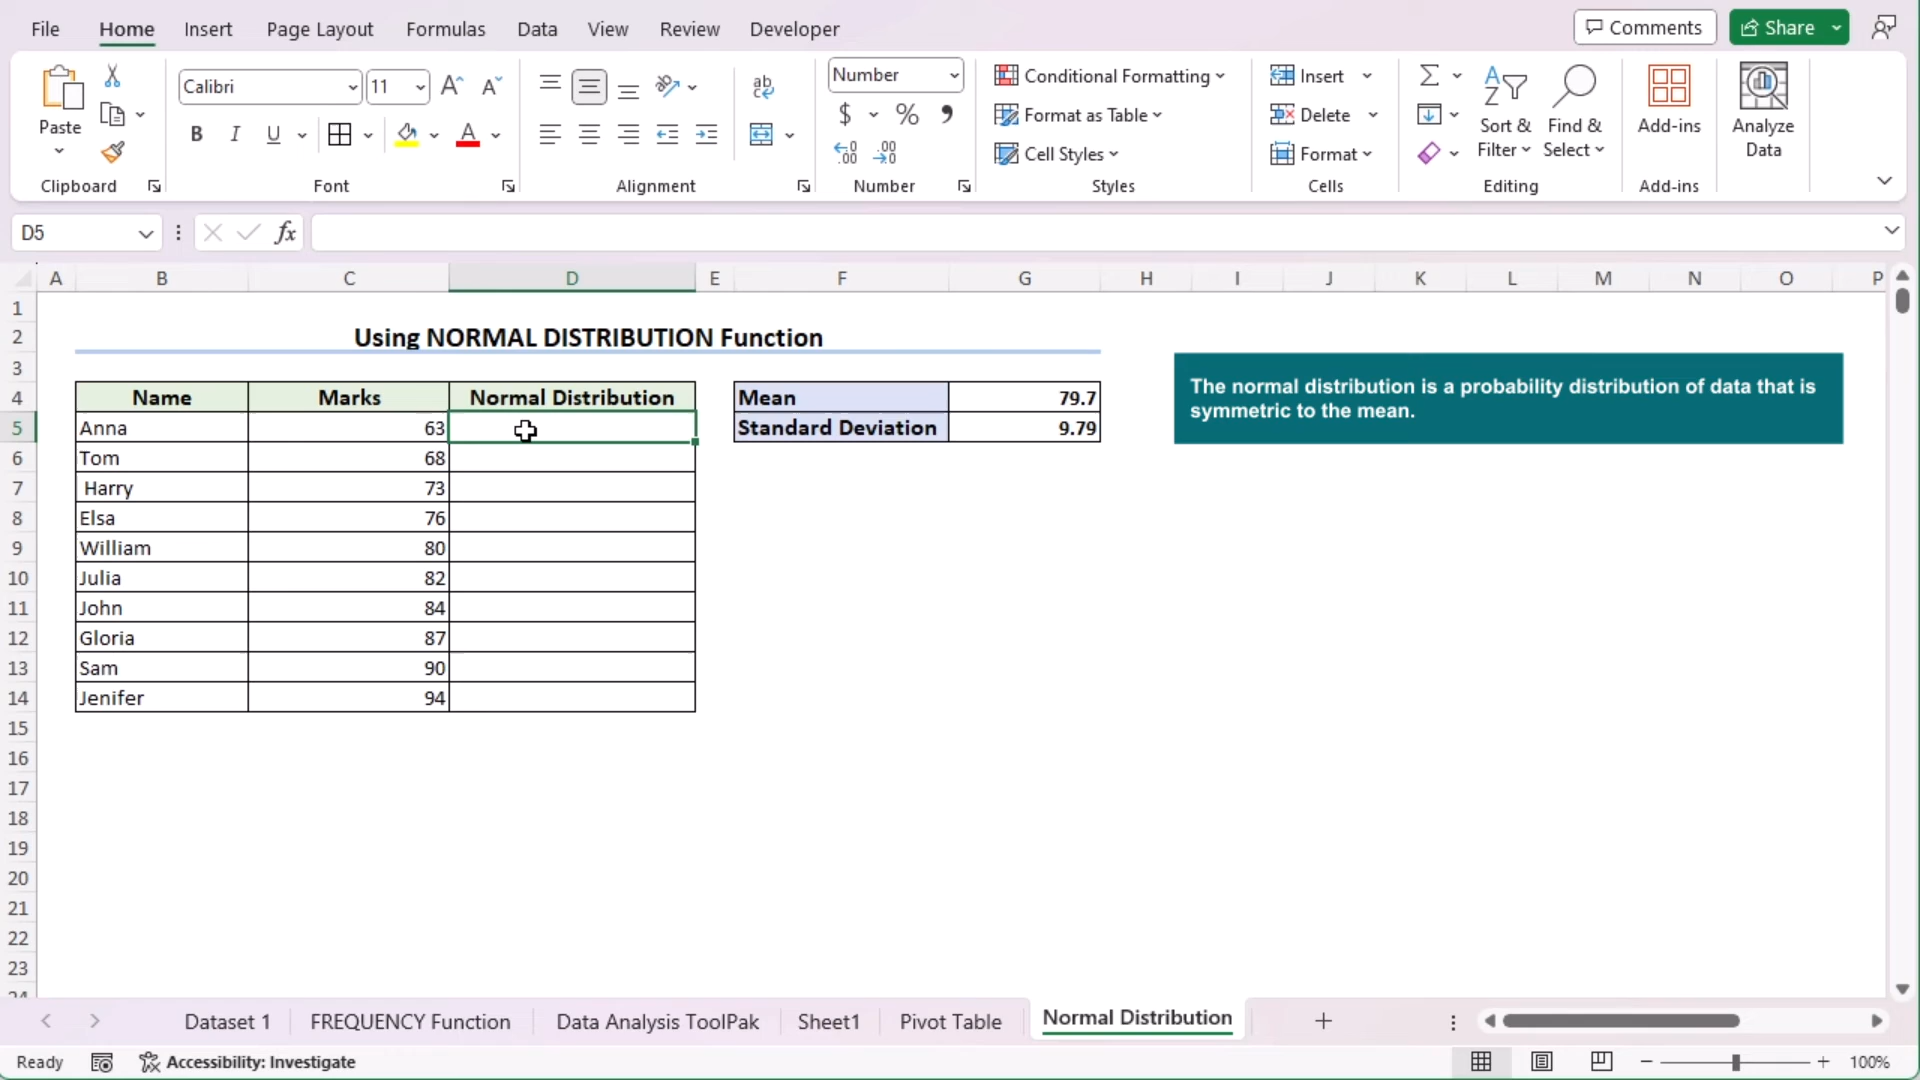 File Home Insert Page Layout Formulas Data View Review Developer Comments Share
Calibri 11 Number
Paste
B I U A
$ % ,
Clipboard Font Alignment Number
Conditional Formatting
Format as Table
Cell Styles
Styles
Insert
Delete
Format
Cells
Sort & Filter
Find & Select
Editing
Add-ins
Add-ins
Analyze Data
D5 fx
A B C D E F G H I J K L M N O P
1
2 Using NORMAL DISTRIBUTION Function
3
The normal distribution is a probability distribution of data that is
symmetric to the mean.
4 Name Marks Normal Distribution Mean 79.7
5 Anna 63 Standard Deviation 9.79
6 Tom 68
7 Harry 73
8 Elsa 76
9 William 80
10 Julia 82
11 John 84
12 Gloria 87
13 Sam 90
14 Jenifer 94
15
16
17
18
19
20
21
22
23
24
Dataset 1 FREQUENCY Function Data Analysis ToolPak Sheet1 Pivot Table Normal Distribution
Ready Accessibility: Investigate 100%